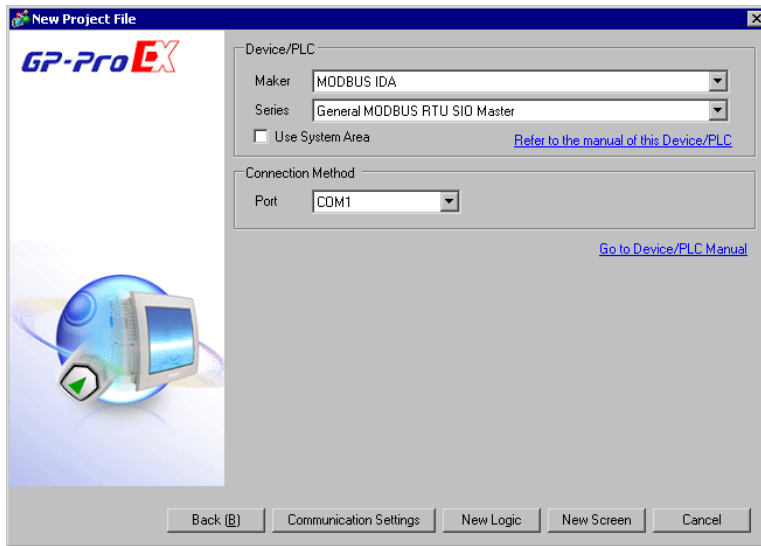 New Project File
GP-Pro EX
Device/PLC
Maker MODBUS IDA
Series General MODBUS RTU SIO Master
Use System Area Refer to the manual of this Device/PLC
Connection Method
Port COM1
Go to Device/PLC Manual
Back (B) Communication Settings New Logic New Screen Cancel